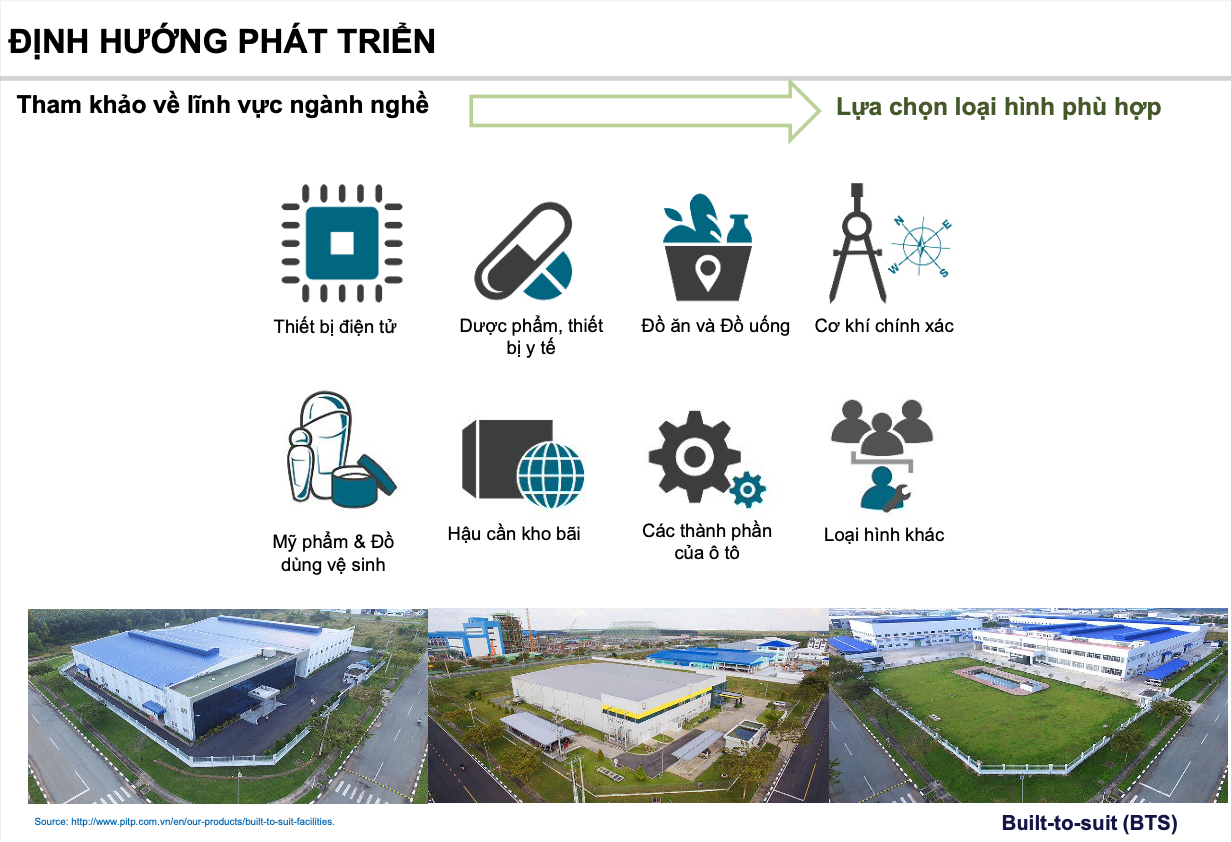 ĐỊNH HƯỚNG PHÁT TRIỂN
Tham khảo về lĩnh vực ngành nghề
Lựa chọn loại hình phù hợp
N
E
W
S
Thiết bị điện tử
Dược phẩm, thiết
bị y tế
Đồ ăn và Đồ uống
Cơ khí chính xác
Mỹ phẩm & Đồ
dùng vệ sinh
Hậu cần kho bãi
Các thành phần
của ô tô
Loại hình khác
Source: http://www.pitp.com.vn/en/our-products/built-to-suit-facilities.
Built-to-suit (BTS)